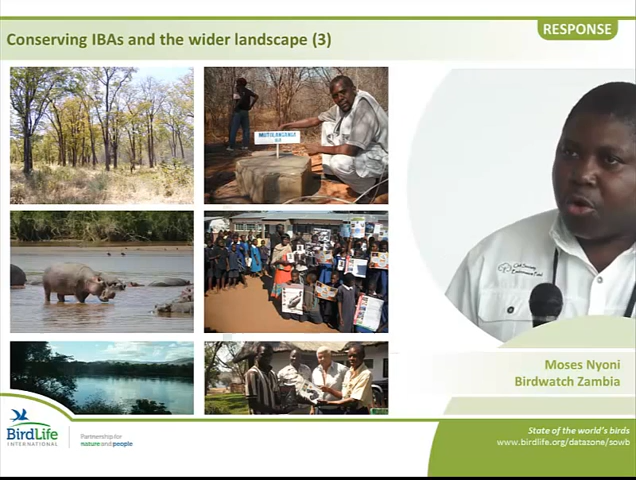 RESPONSE
Conserving IBAs and the wider landscape (3)
Moses Nyoni
Birdwatch Zambia
BirdLife
INTERNATIONAL
Partnership for
nature and people
State of the world's birds
www.birdlife.org/datazone/sowb